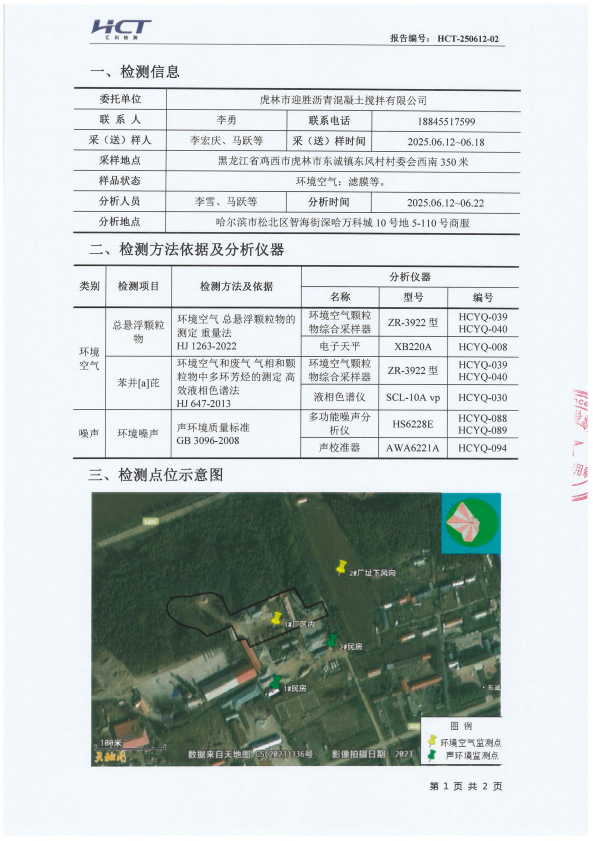 HCT
汇川检测
报告编号： HCT-250612-02
一、检测信息
委托单位 虎林市迎胜沥青混凝土搅拌有限公司
联 系 人 李勇 联系电话 18845517599
采（送）样人 李宏庆、马跃等 采（送）样时间 2025.06.12~06.18
采样地点 黑龙江省鸡西市虎林市东诚镇东风村村委会西南 350 米
样品状态 环境空气：滤膜等。
分析人员 李雪、马跃等 分析时间 2025.06.12~06.22
分析地点 哈尔滨市松北区智海街深哈万科城 10 号地 5-110 号商服
二、检测方法依据及分析仪器
类别 检测项目 检测方法及依据 分析仪器
名称 型号 编号
环境空气 总悬浮颗粒物 环境空气 总悬浮颗粒物的
测定 重量法
HJ 1263-2022
环境空气颗粒
物综合采样器 ZR-3922 型 HCYQ-039
HCYQ-040
电子天平 XB220A HCYQ-008
苯并[a]芘 环境空气和废气 气相和颗
粒物中多环芳烃的测定 高
效液相色谱法
HJ 647-2013
环境空气颗粒
物综合采样器 ZR-3922 型 HCYQ-039
HCYQ-040
液相色谱仪 SCL-10A vp HCYQ-030
噪声 环境噪声 声环境质量标准
GB 3096-2008
多功能噪声分
析仪 HS6228E HCYQ-088
HCYQ-089
声校准器 AWA6221A HCYQ-094
三、检测点位示意图
2#厂址下风向
1#厂区内
2#民房
1#民房
东诚
图 例
环境空气监测点
声环境监测点
100米
天地图
数据来自天地图 GS(2023)336号 影像拍摄日期：2023
第 1 页 共 2 页